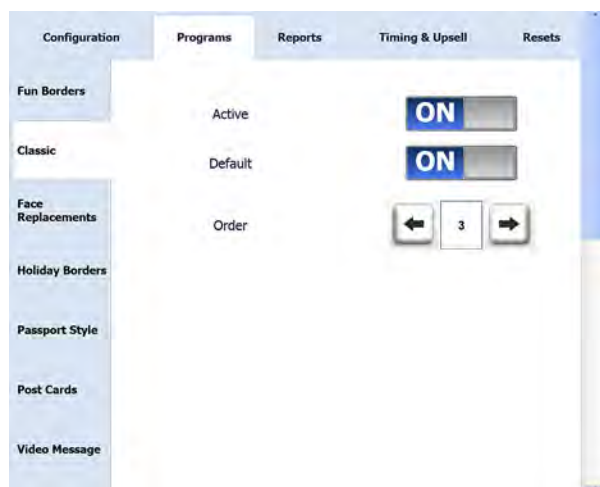 Configuration Programs Reports Timing & Upsell Resets
Fun Borders
Active ON
Classic
Default ON
Face
Replacements
Order 3
Holiday Borders
Passport Style
Post Cards
Video Message